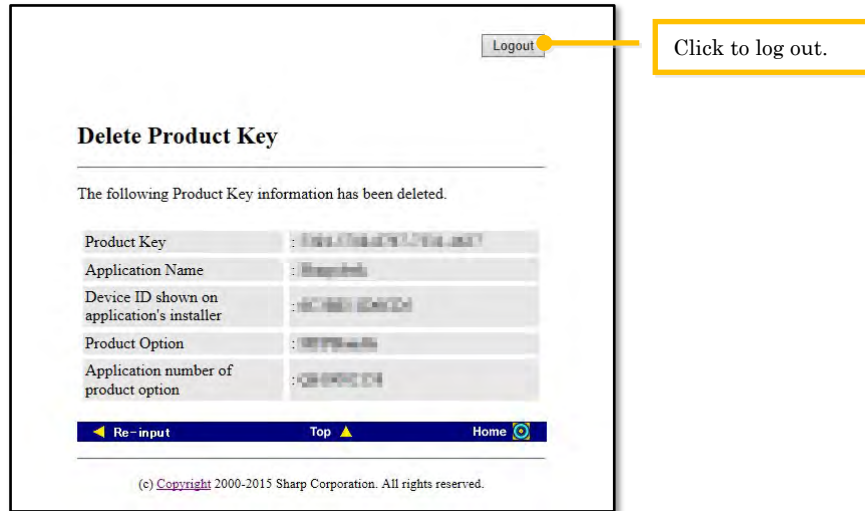 Logout
Click to log out.
Delete Product Key
The following Product Key information has been deleted.
Product Key :
Application Name :
Device ID shown on
application's installer :
Product Option :
Application number of
product option :
Re-input Top Home
(c) Copyright 2000-2015 Sharp Corporation. All rights reserved.